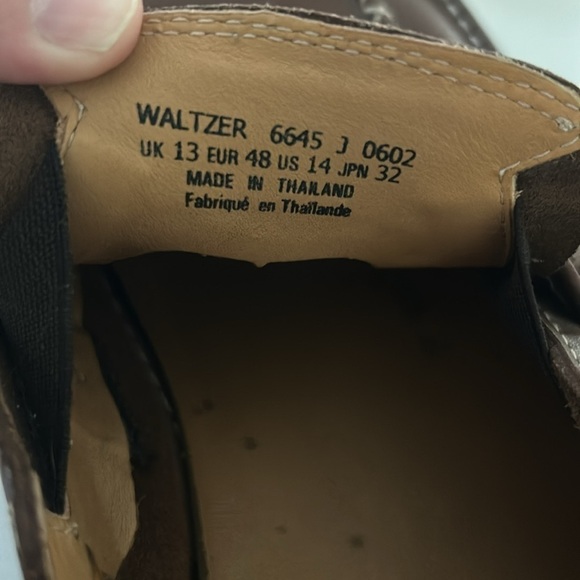 WALTZER 6645 J 0602
UK 13 EUR 48 US 14 JPN 32
MADE IN THAILAND
Fabriqué en Thaïlande